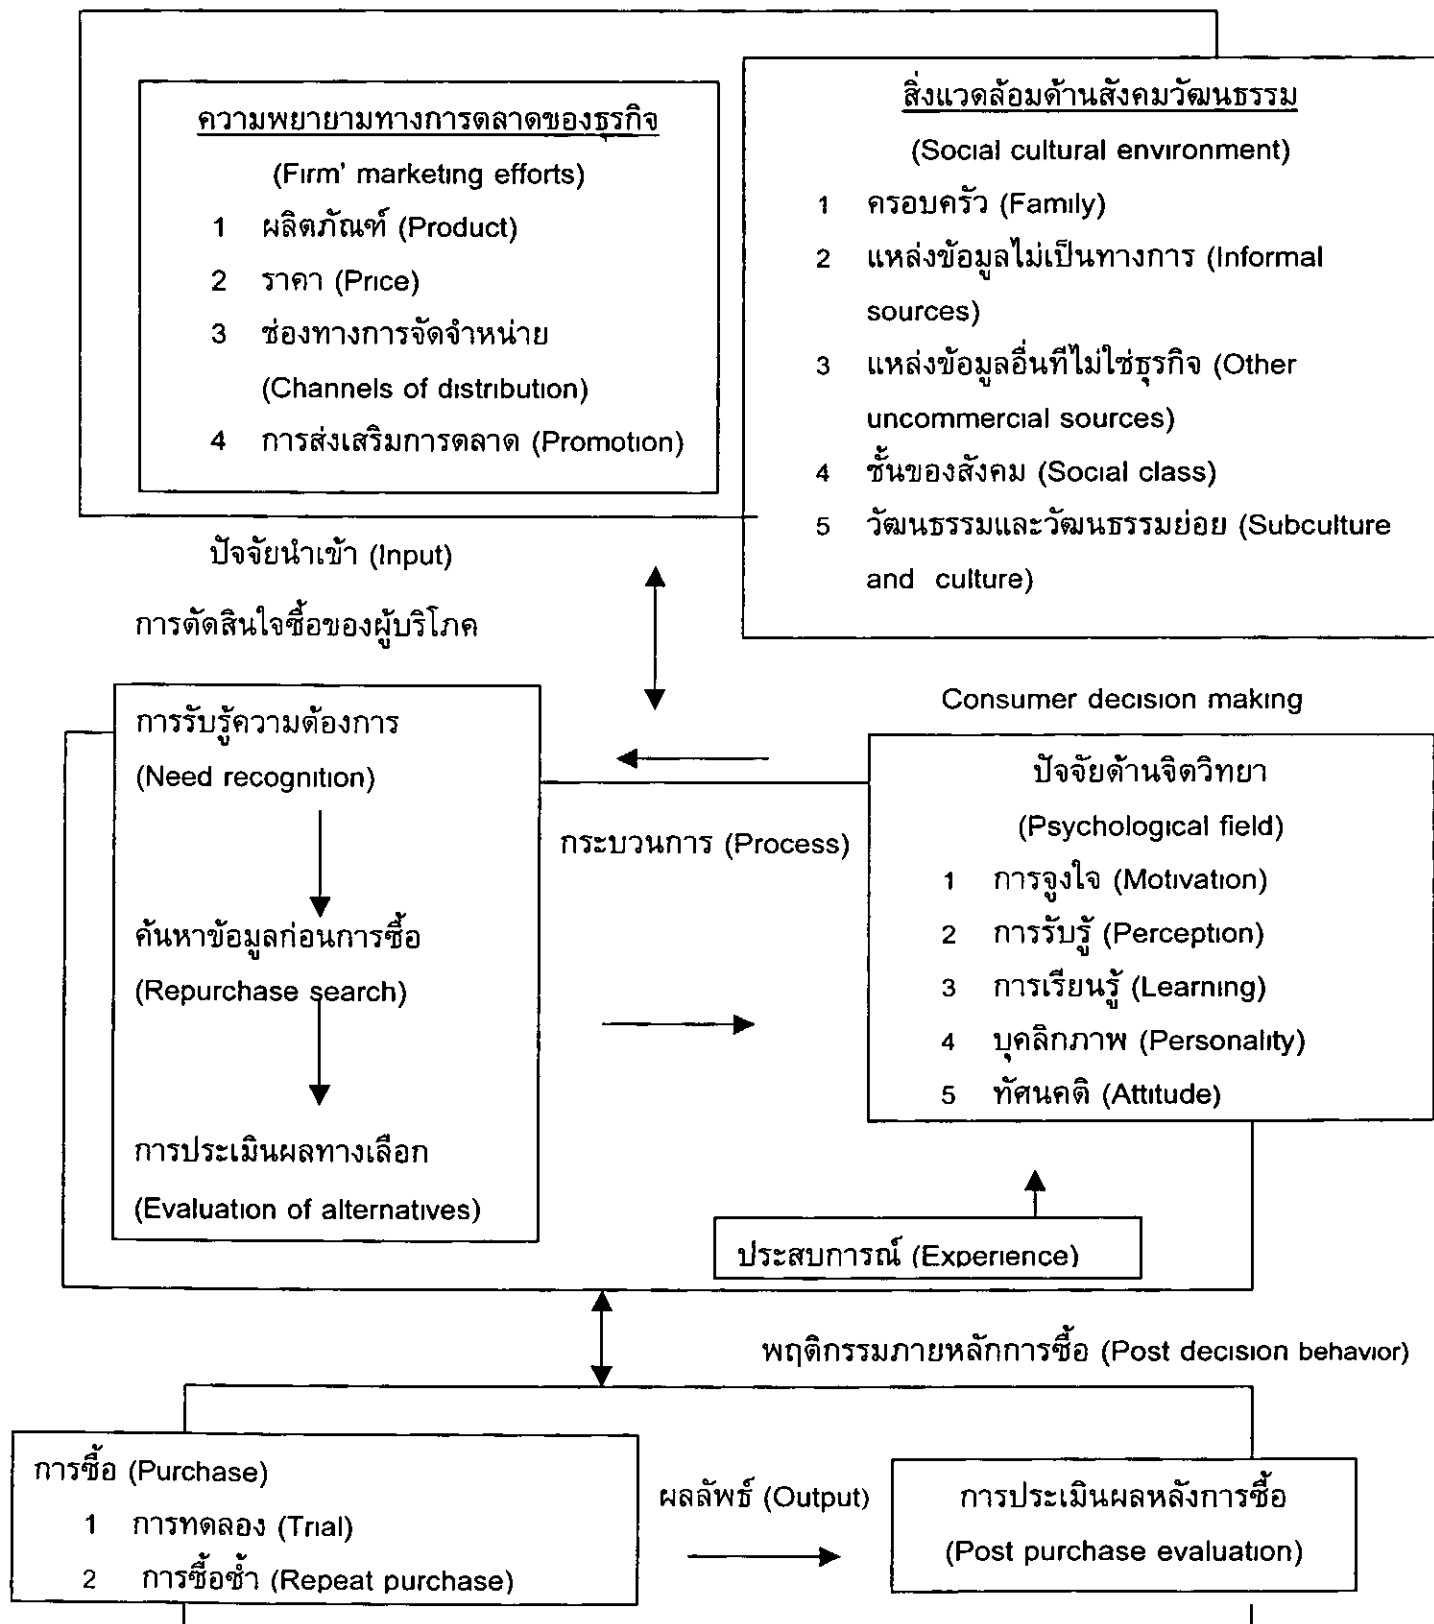 ความพยายามทางการตลาดของธุรกิจ
(Firm' marketing efforts)
1 ผลิตภัณฑ์ (Product)
2 ราคา (Price)
3 ช่องทางการจัดจำหน่าย
(Channels of distribution)
4 การส่งเสริมการตลาด (Promotion)
สิ่งแวดล้อมด้านสังคมวัฒนธรรม
(Social cultural environment)
1 ครอบครัว (Family)
2 แหล่งข้อมูลไม่เป็นทางการ (Informal
sources)
3 แหล่งข้อมูลอื่นที่ไม่ใช่ธุรกิจ (Other
uncommercial sources)
4 ชั้นของสังคม (Social class)
5 วัฒนธรรมและวัฒนธรรมย่อย (Subculture
and culture)
ปัจจัยนำเข้า (Input)
การตัดสินใจซื้อของผู้บริโภค
Consumer decision making
การรับรู้ความต้องการ
(Need recognition)
ค้นหาข้อมูลก่อนการซื้อ
(Repurchase search)
การประเมินผลทางเลือก
(Evaluation of alternatives)
กระบวนการ (Process)
ปัจจัยด้านจิตวิทยา
(Psychological field)
1 การจูงใจ (Motivation)
2 การรับรู้ (Perception)
3 การเรียนรู้ (Learning)
4 บุคลิกภาพ (Personality)
5 ทัศนคติ (Attitude)
ประสบการณ์ (Experience)
พฤติกรรมภายหลักการซื้อ (Post decision behavior)
การซื้อ (Purchase)
1 การทดลอง (Trial)
2 การซื้อซ้ำ (Repeat purchase)
ผลลัพธ์ (Output)
การประเมินผลหลังการซื้อ
(Post purchase evaluation)